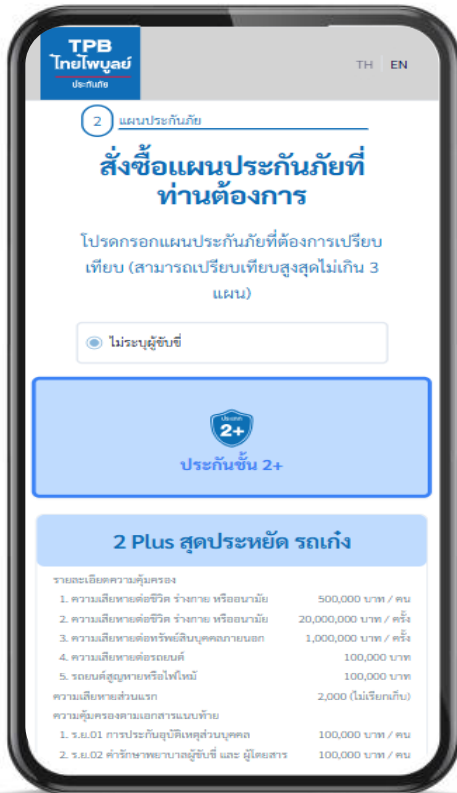 TPB
ไทยไพบูลย์
ประกันภัย
TH EN
2 แผนประกันภัย
สั่งซื้อแผนประกันภัยที่
ท่านต้องการ
โปรดกรอกแผนประกันภัยที่ต้องการเปรียบ
เทียบ (สามารถเปรียบเทียบสูงสุดไม่เกิน 3
แผน)
ไม่ระบุผู้ขับขี่
ประเภท
2+
ประกันชั้น 2+
2 Plus สุดประหยัด รถเก๋ง
รายละเอียดความคุ้มครอง
1. ความเสียหายต่อชีวิต ร่างกาย หรืออนามัย 500,000 บาท / คน
2. ความเสียหายต่อชีวิต ร่างกาย หรืออนามัย 20,000,000 บาท / ครั้ง
3. ความเสียหายต่อทรัพย์สินบุคคลภายนอก 1,000,000 บาท / ครั้ง
4. ความเสียหายต่อรถยนต์ 100,000 บาท
5. รถยนต์สูญหายหรือไฟไหม้ 100,000 บาท
ความเสียหายส่วนแรก 2,000 (ไม่เรียกเก็บ)
ความคุ้มครองตามเอกสารแนบท้าย
1. ร.ย.01 การประกันอุบัติเหตุส่วนบุคคล 100,000 บาท / คน
2. ร.ย.02 ค่ารักษาพยาบาลผู้ขับขี่ และ ผู้โดยสาร 100,000 บาท / คน